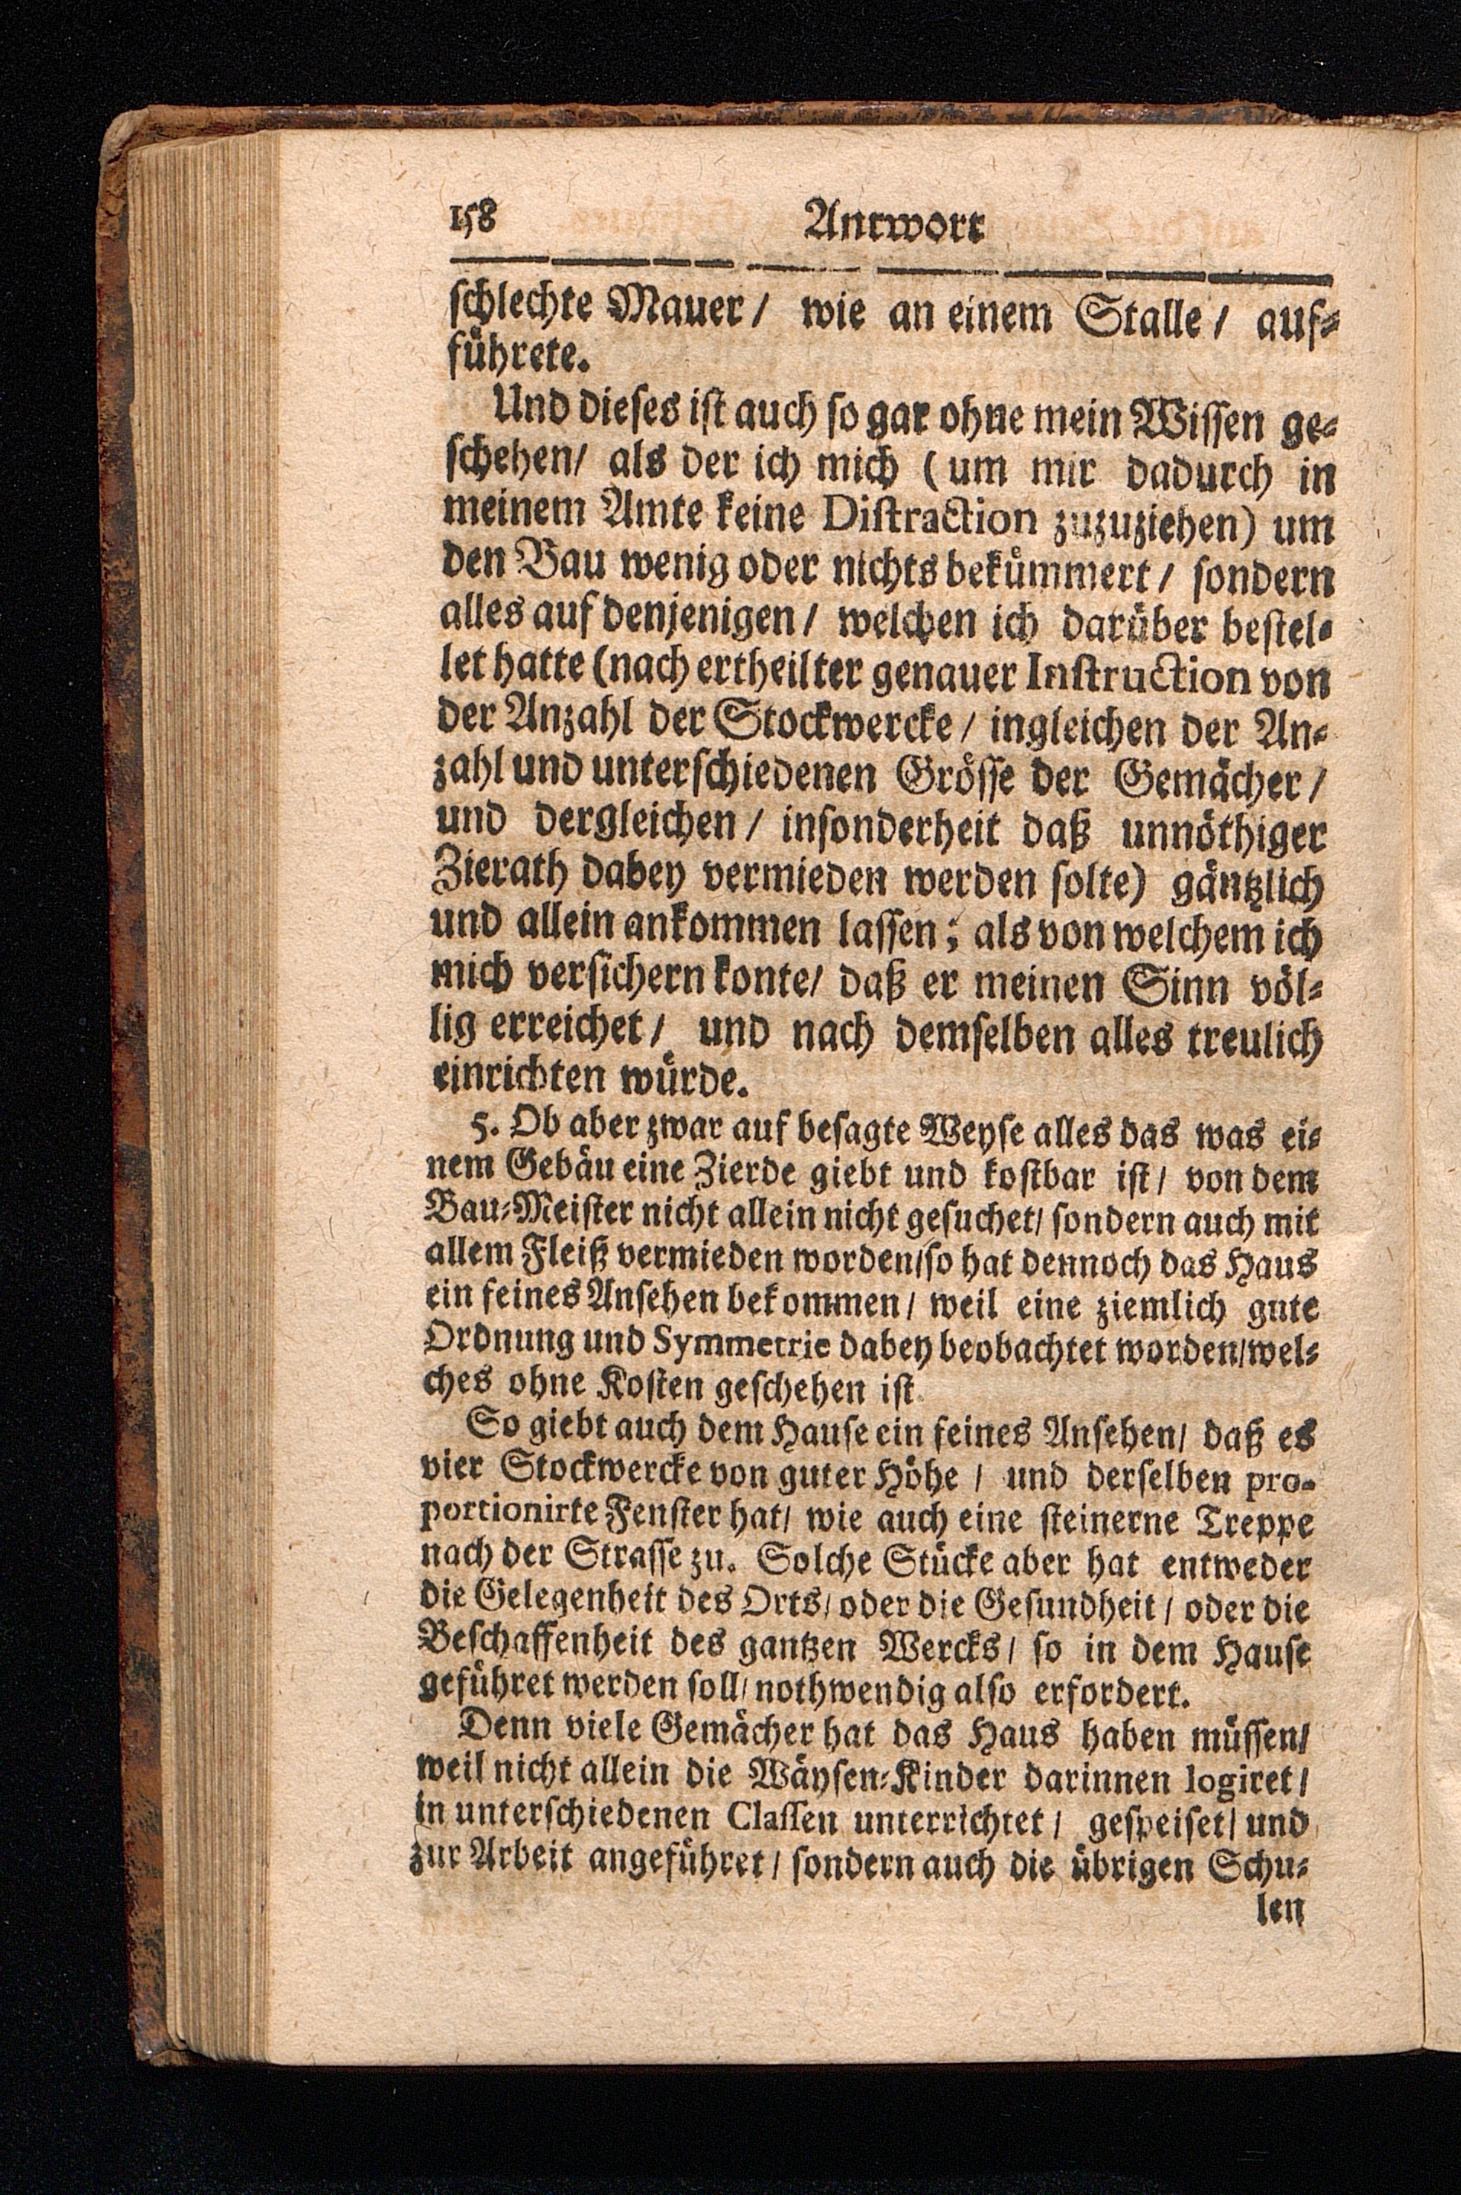 158 Antwort
ſchlechte Mauer/ wie an einem Stalle/ auf⸗
führete.
Und dieſes iſt auch ſo gar ohne mein Wiſſen ge⸗
ſchehen/ als der ich mich (um mir dadurch in
meinem Amte keine Diſtraction zuzuziehen) um
den Bau wenig oder nichts bekümmert/ ſondern
alles auf denjenigen/ welchen ich darüber beſtel⸗
let hatte (nach ertheilter genauer Inſtruction von
der Anzahl der Stockwercke/ ingleichen der An⸗
zahl und unterſchiedenen Gröſſe der Gemächer/
und dergleichen/ inſonderheit daß unnöthiger
Zierath dabey vermieden werden ſolte) gäntzlich
und allein ankommen laſſen; als von welchem ich
mich verſichern konte/ daß er meinen Sinn völ⸗
lig erreichet/ und nach demſelben alles treulich
einrichten würde.
5. Ob aber zwar auf beſagte Weyſe alles das was ei⸗
nem Gebäu eine Zierde giebt und koſtbar iſt/ von dem
Bau⸗Meiſter nicht allein nicht geſuchet/ ſondern auch mit
allem Fleiß vermieden worden/ſo hat dennoch das Haus
ein feines Anſehen bekommen/ weil eine ziemlich gute
Ordnung und Symmetrie dabey beobachtet worden/wel⸗
ches ohne Koſten geſchehen iſt.
So giebt auch dem Hauſe ein feines Anſehen/ daß es
vier Stockwercke von guter Höhe/ und derſelben pro-
portionirte Fenſter hat/ wie auch eine ſteinerne Treppe
nach der Straſſe zu. Solche Stücke aber hat entweder
die Gelegenheit des Orts/ oder die Geſundheit/ oder die
Beſchaffenheit des gantzen Wercks/ ſo in dem Hauſe
geführet werden ſoll/ nothwendig alſo erfordert.
Denn viele Gemächer hat das Haus haben müſſen/
weil nicht allein die Wäyſen⸗Kinder darinnen logiret/
in unterſchiedenen Claſſen unterrichtet/ geſpeiſet/ und
zur Arbeit angeführet/ ſondern auch die übrigen Schu⸗
len